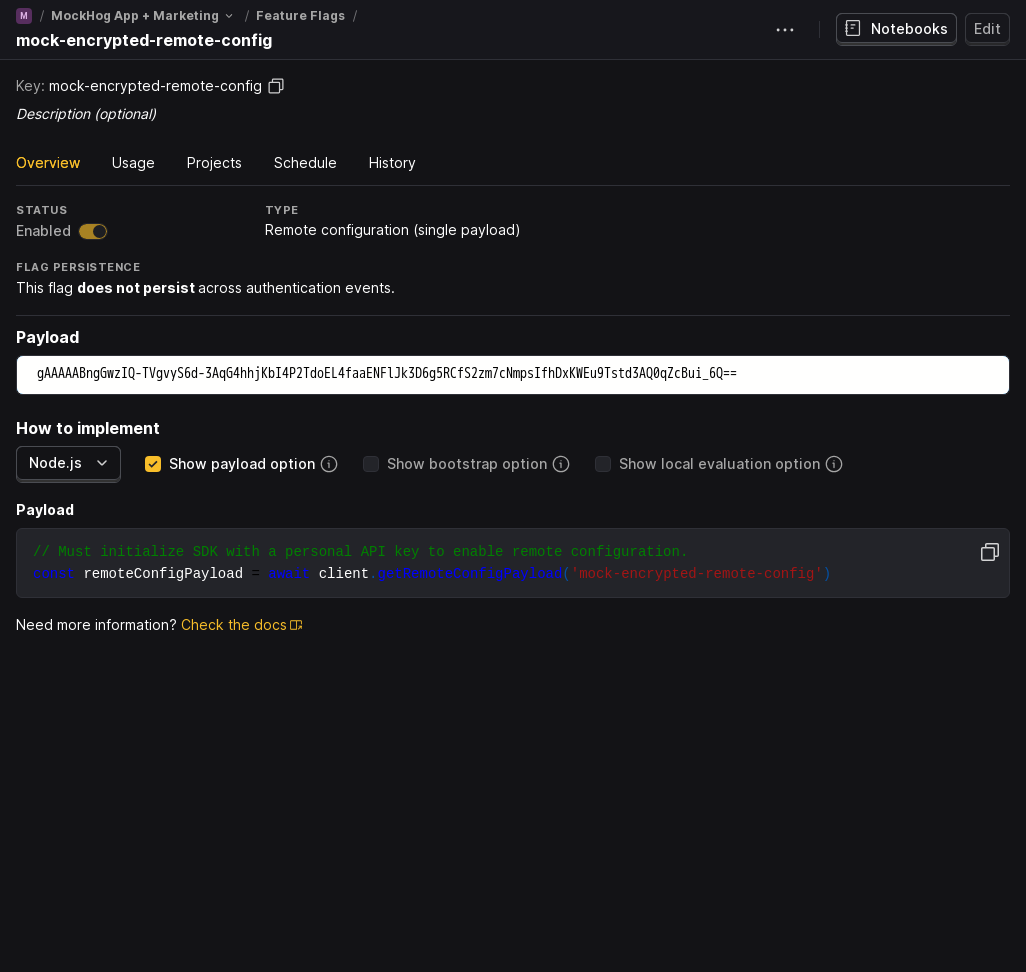 M / MockHog App + Marketing / Feature Flags /
mock-encrypted-remote-config
Notebooks
Edit
Key: mock-encrypted-remote-config
Description (optional)
Overview Usage Projects Schedule History
STATUS
Enabled
TYPE
Remote configuration (single payload)
FLAG PERSISTENCE
This flag does not persist across authentication events.
Payload
gAAAAABngGwzIQ-TVgvyS6d-3AqG4hhjKbI4P2TdoEL4faaENFlJk3D6g5RCfS2zm7cNmpsIfhDxKWEu9Tstd3AQ0qZcBui_6Q==
How to implement
Node.js Show payload option Show bootstrap option Show local evaluation option
Payload
// Must initialize SDK with a personal API key to enable remote configuration.
const remoteConfigPayload = await client.getRemoteConfigPayload('mock-encrypted-remote-config')
Need more information? Check the docs